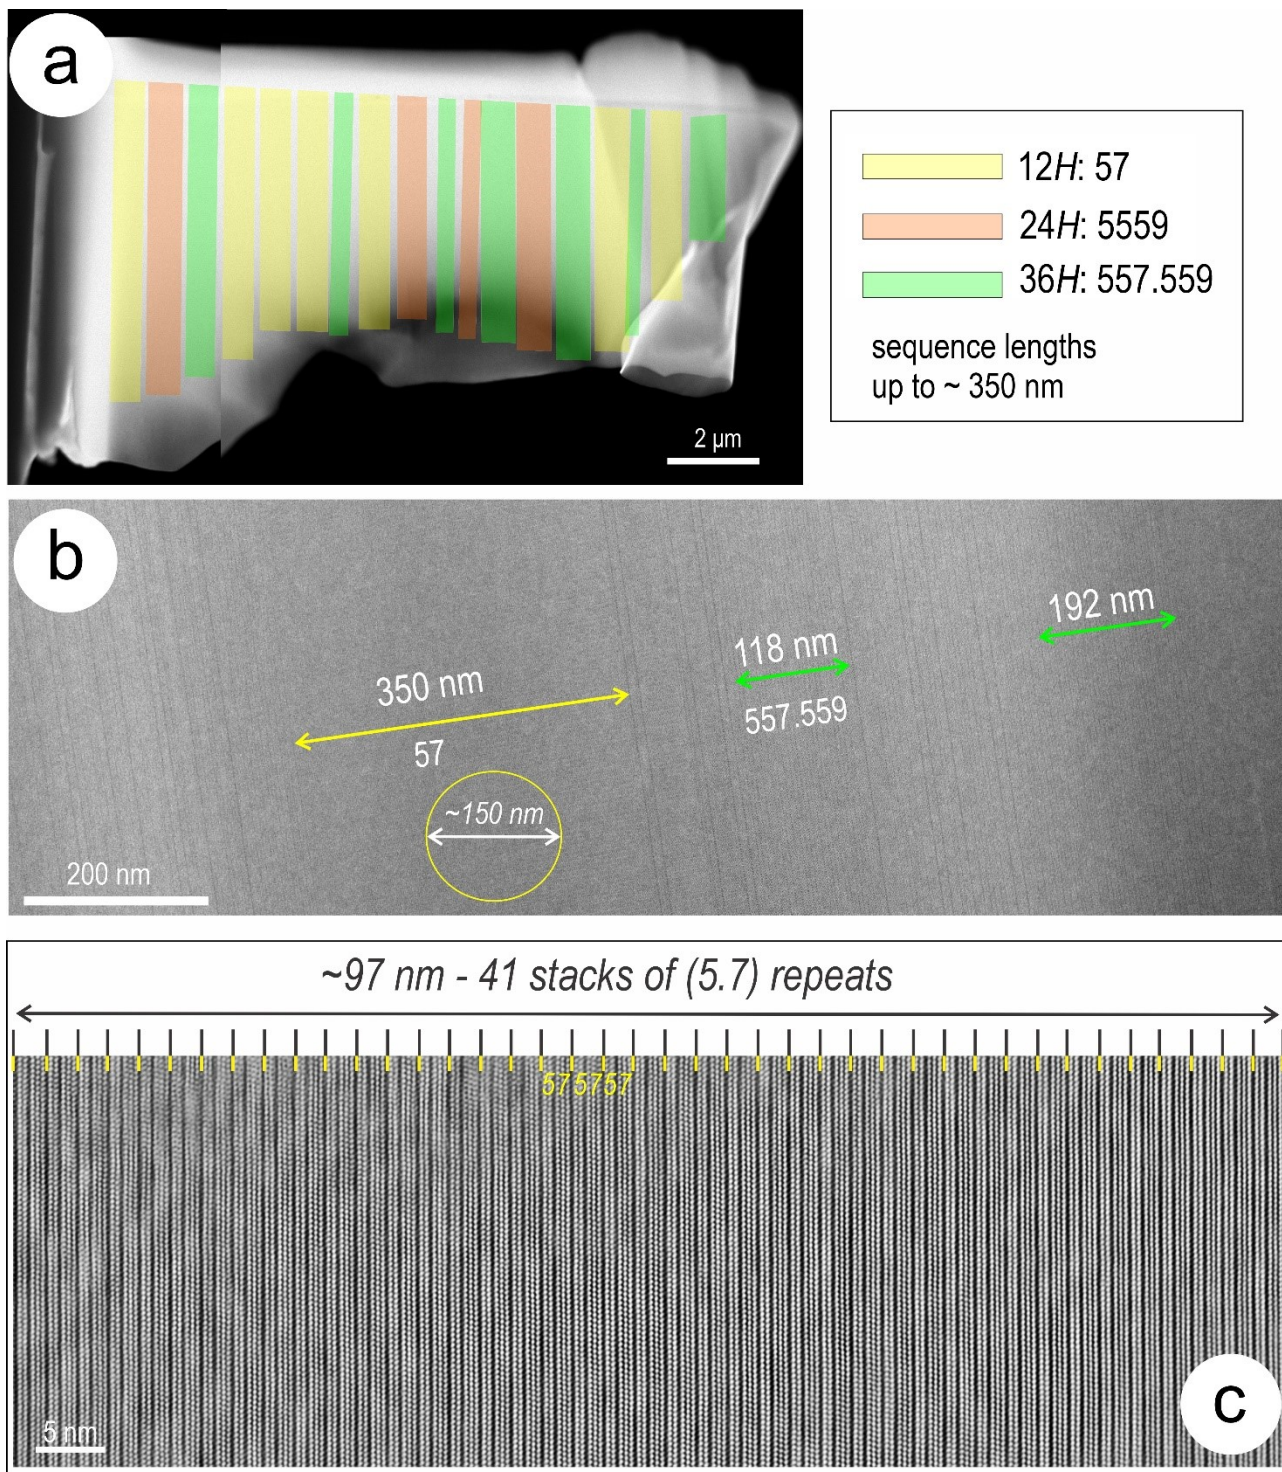 a
12H: 57
24H: 5559
36H: 557.559
sequence lengths
up to ~ 350 nm
2 µm
b
192 nm
118 nm
350 nm
557.559
57
~150 nm
200 nm
~97 nm - 41 stacks of (5.7) repeats
575757
c
5 nm